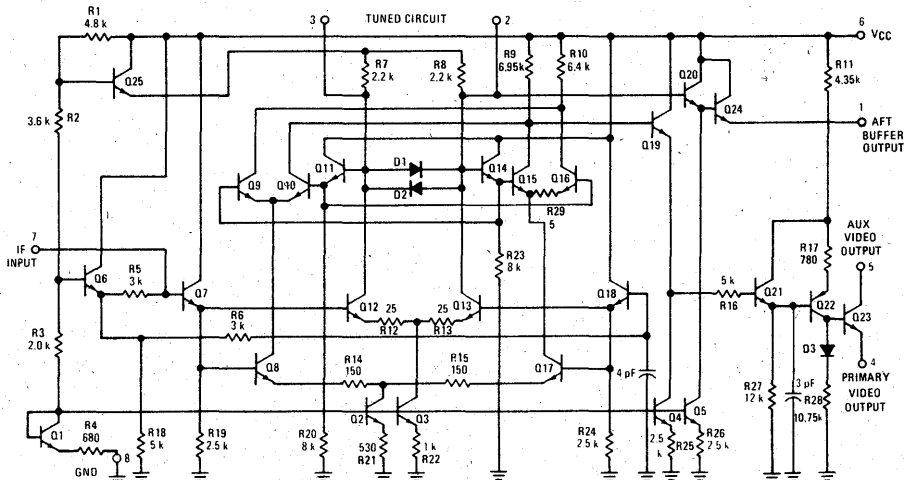 R1
4.8 k
3
TUNED CIRCUIT
2
6
VCC
R9
6.95k
R10
6.4 k
R7
2.2 k
R8
2.2 k
R11
4.35k
Q25
Q20
Q24
1
AFT
BUFFER
OUTPUT
R2
3.6 k
Q19
Q9
Q10
Q11
D1
D2
Q14
Q15
Q16
R29
5
7
IF
INPUT
R23
8 k
AUX
VIDEO
OUTPUT
5
R17
780
Q6
R5
3 k
Q7
Q12
25
R12
25
R13
Q13
Q18
5 k
R16
Q21
Q22
Q23
R6
3 k
R3
2.0 k
D3
4
PRIMARY
VIDEO
OUTPUT
Q8
R14
150
R15
150
Q17
4 pF
R27
12 k
3 pF
R28
10.75k
Q1
R4
680
8
GND
R18
5 k
R19
2.5 k
R20
8 k
Q2
530
R21
Q3
1k
R22
R24
2.5 k
Q4
2.5
k
R25
Q5
R26
2.5 k